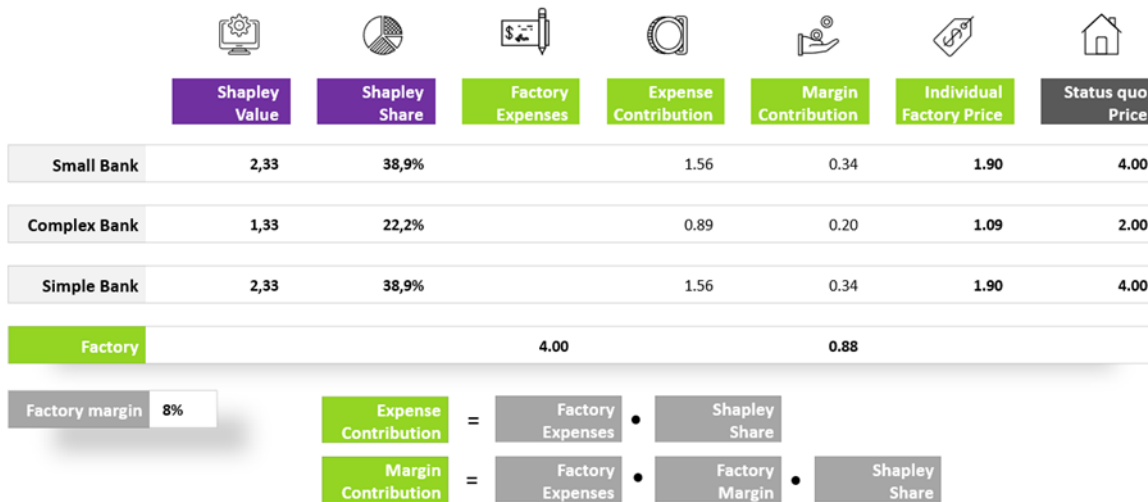 Shapley Value
Shapley Share
Factory Expenses
Expense Contribution
Margin Contribution
Individual Factory Price
Status quo Price
Small Bank 2,33 38,9% 1.56 0.34 1.90 4.00
Complex Bank 1,33 22,2% 0.89 0.20 1.09 2.00
Simple Bank 2,33 38,9% 1.56 0.34 1.90 4.00
Factory 4.00 0.88
Factory margin 8%
Expense Contribution = Factory Expenses • Shapley Share
Margin Contribution = Factory Expenses • Factory Margin • Shapley Share